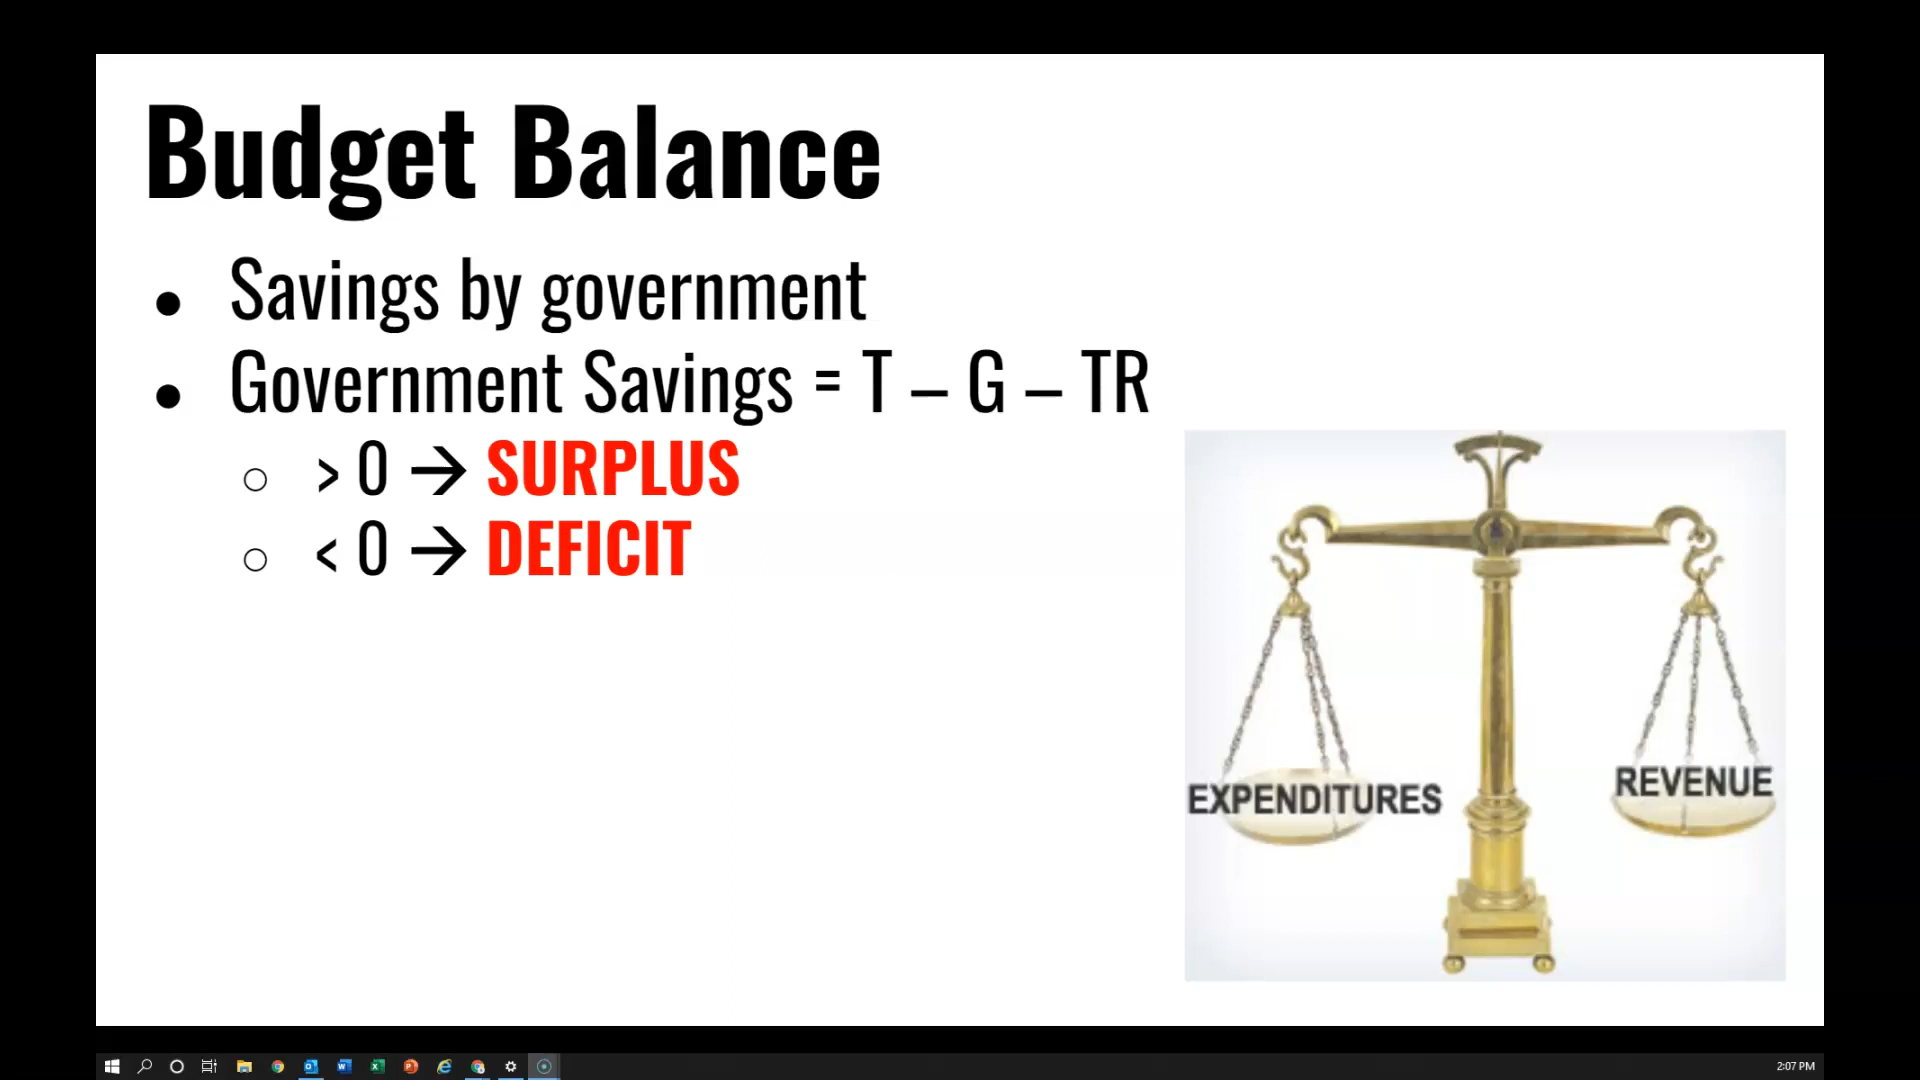 Budget Balance
● Savings by government
● Government Savings = T – G – TR
○ > 0 → SURPLUS
○ < 0 → DEFICIT
EXPENDITURES
REVENUE
2:07 PM